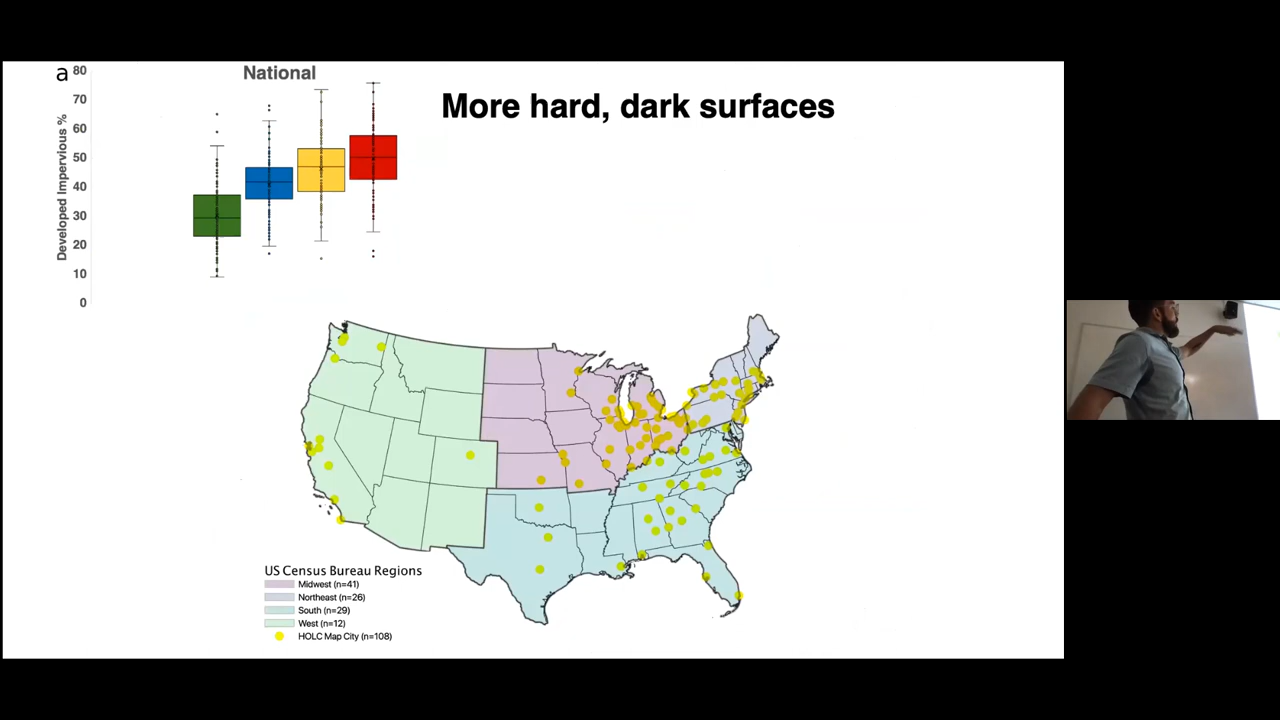 a
National
More hard, dark surfaces
Developed Impervious %
80
70
60
50
40
30
20
10
0
US Census Bureau Regions
Midwest (n=41)
Northeast (n=26)
South (n=29)
West (n=12)
HOLC Map City (n=108)